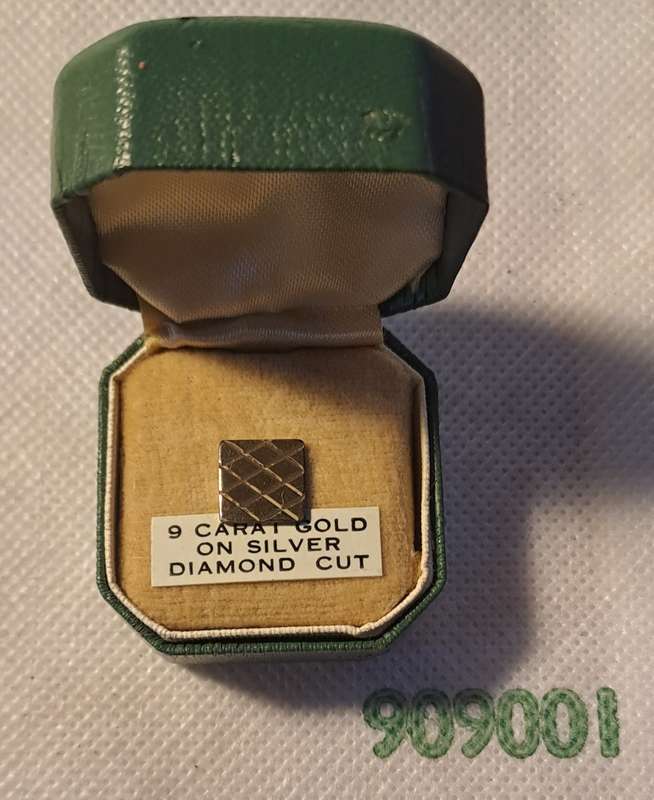 9 CARAT GOLD
ON SILVER
DIAMOND CUT
909001